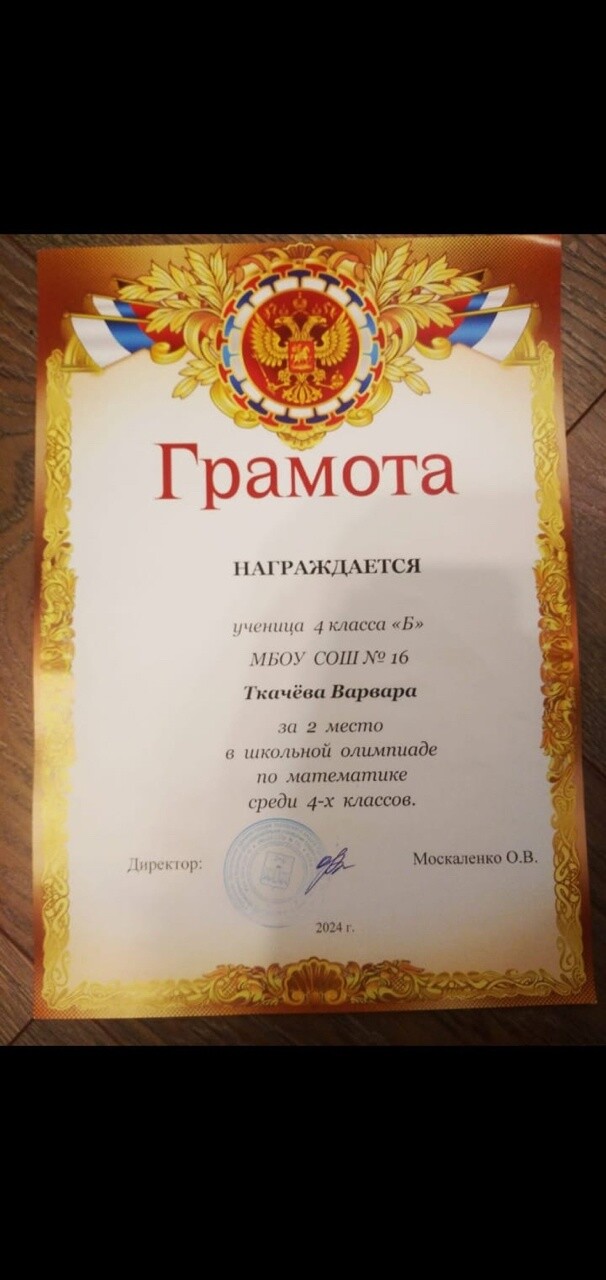 Грамота
НАГРАЖДАЕТСЯ
ученица 4 класса «Б»
МБОУ СОШ № 16
Ткачёва Варвара
за 2 место
в школьной олимпиаде
по математике
среди 4-х классов.
Директор: Москаленко О.В.
2024 г.